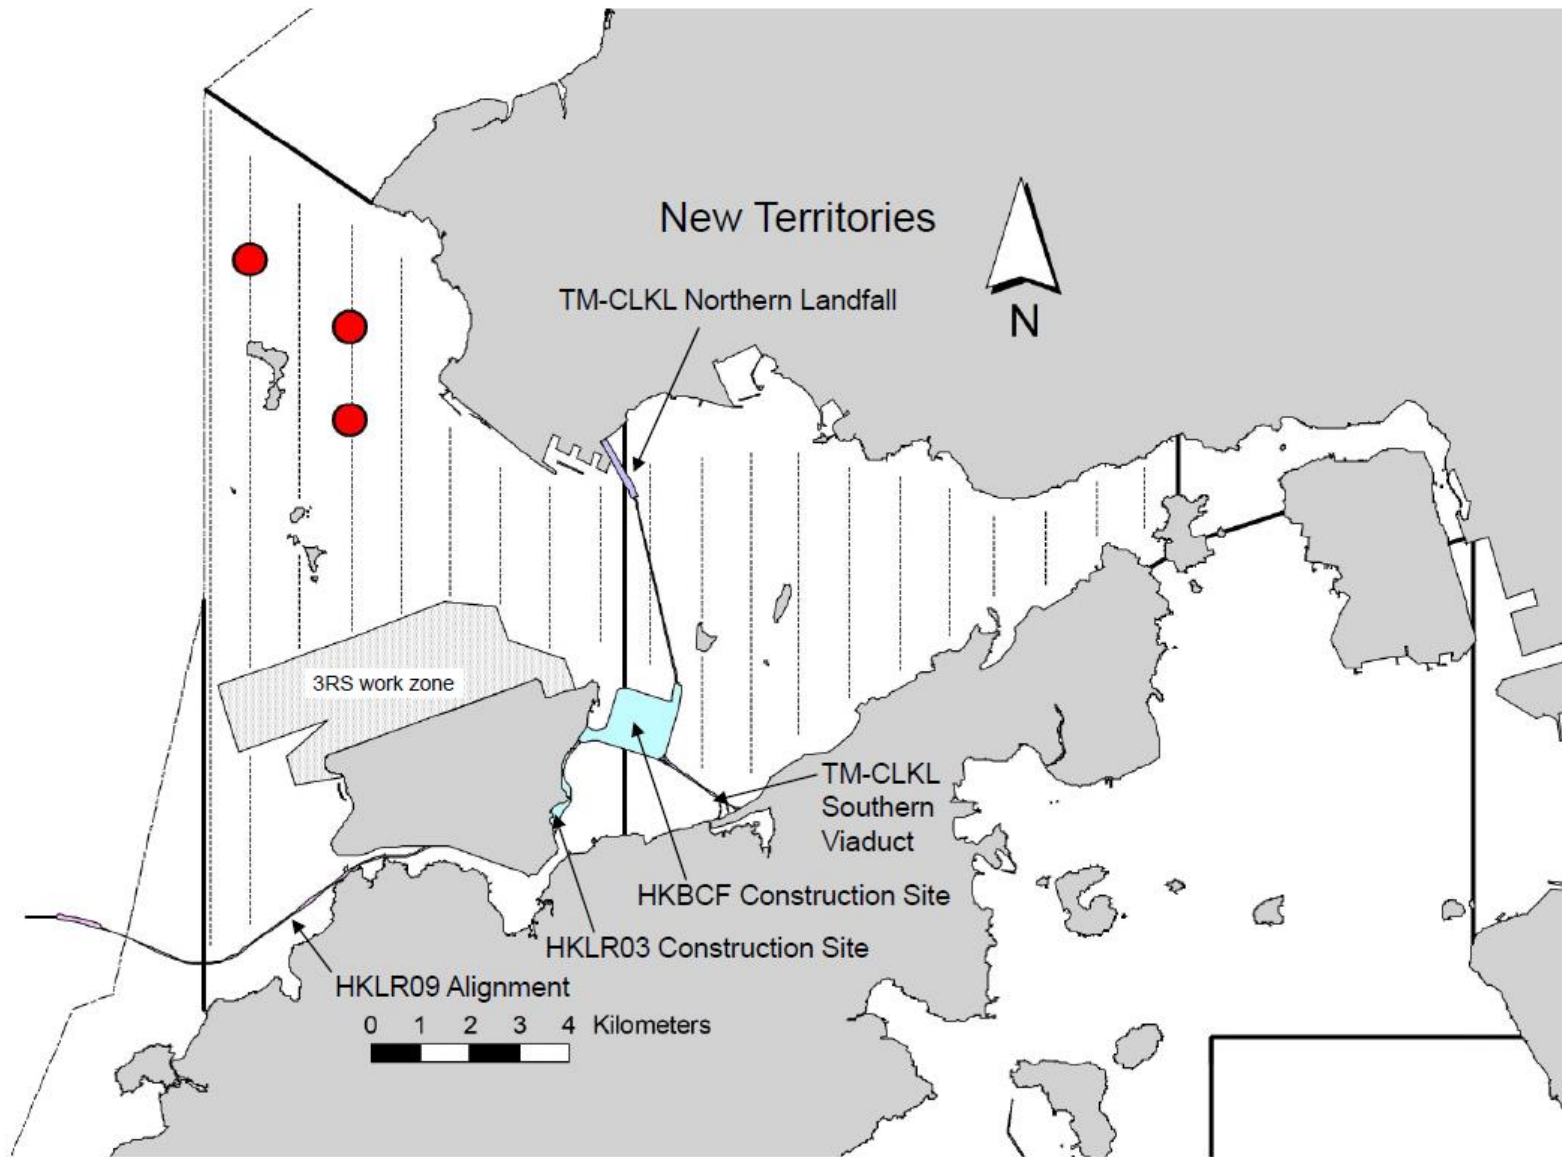 New Territories
TM-CLKL Northern Landfall
N
3RS work zone
TM-CLKL
Southern
Viaduct
HKBCF Construction Site
HKLR03 Construction Site
HKLR09 Alignment
0 1 2 3 4 Kilometers